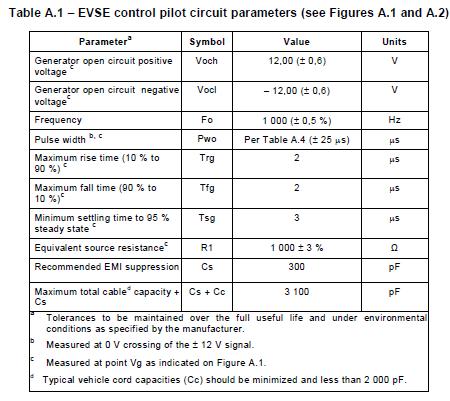 Table A.1 – EVSE control pilot circuit parameters (see Figures A.1 and A.2)
Parameter a Symbol Value Units
Generator open circuit positive
voltage c Voch 12,00 (± 0,6) V
Generator open circuit negative
voltage c Vocl – 12,00 (± 0,6) V
Frequency Fo 1 000 (± 0,5 %) Hz
Pulse width b, c Pwo Per Table A.4 (± 25 µs) µs
Maximum rise time (10 % to
90 %) c Trg 2 µs
Maximum fall time (90 % to
10 %) c Tfg 2 µs
Minimum settling time to 95 %
steady state c Tsg 3 µs
Equivalent source resistance c R1 1 000 ± 3 % Ω
Recommended EMI suppression Cs 300 pF
Maximum total cable d capacity +
Cs Cs + Cc 3 100 pF
a Tolerances to be maintained over the full useful life and under environmental
conditions as specified by the manufacturer.
b Measured at 0 V crossing of the ± 12 V signal.
c Measured at point Vg as indicated on Figure A.1.
d Typical vehicle cord capacities (Cc) should be minimized and less than 2 000 pF.